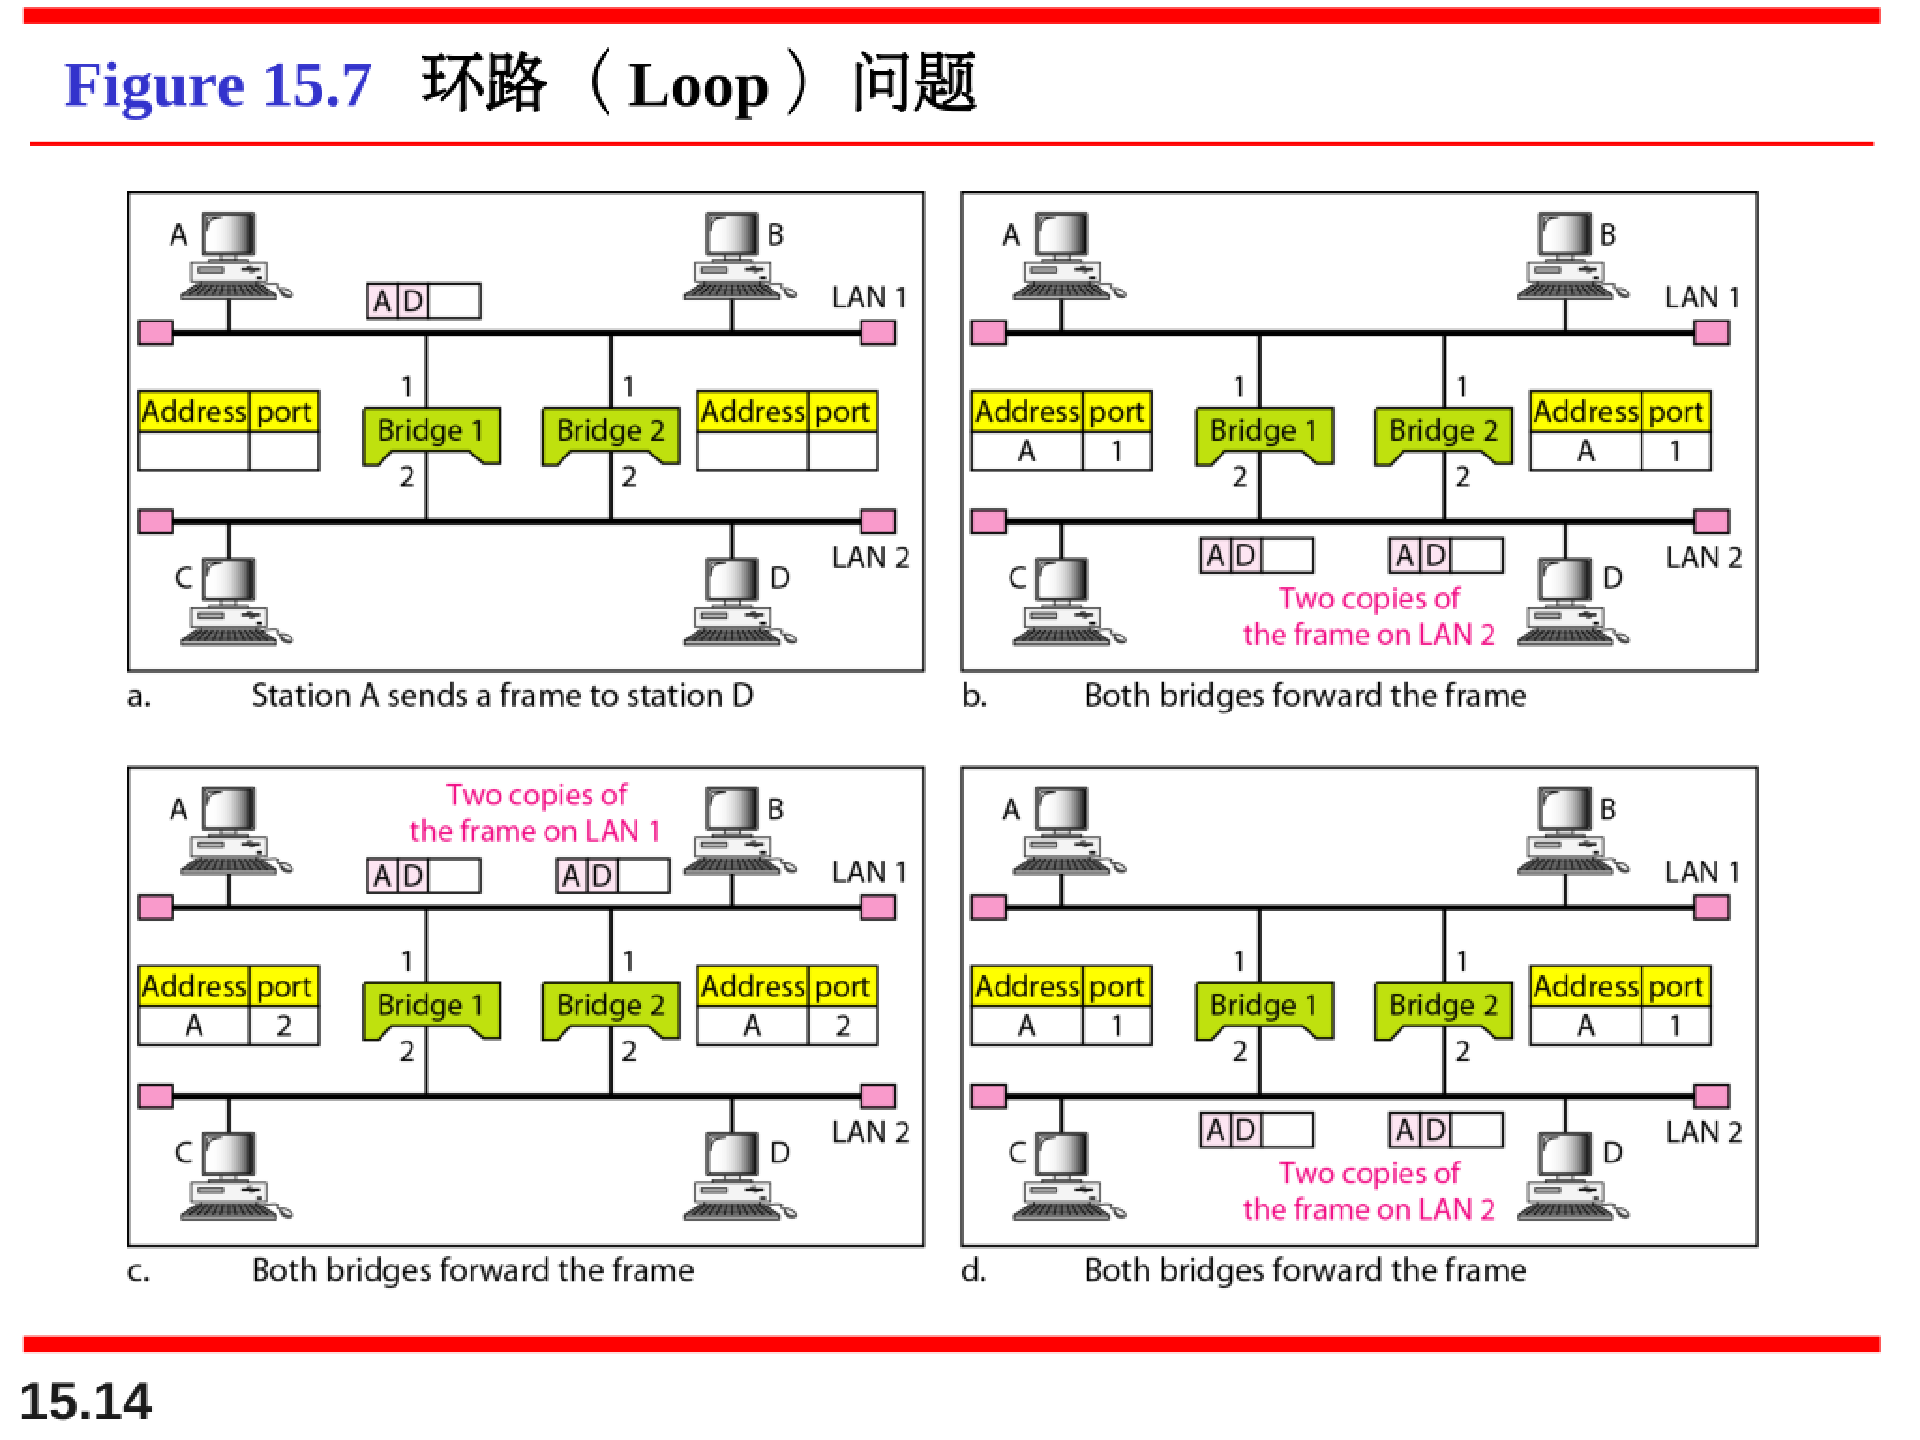 Figure 15.7 环路（Loop）问题
A B
A D
LAN 1
1 1
Address port Bridge 1 Bridge 2 Address port
2 2
LAN 2
C D
a. Station A sends a frame to station D
A B
LAN 1
1 1
Address port Bridge 1 Bridge 2 Address port
A 1 A 1
2 2
A D A D
LAN 2
C D
Two copies of
the frame on LAN 2
b. Both bridges forward the frame
Two copies of
A B
the frame on LAN 1
A D A D
LAN 1
1 1
Address port Bridge 1 Bridge 2 Address port
A 2 A 2
2 2
LAN 2
C D
c. Both bridges forward the frame
A B
LAN 1
1 1
Address port Bridge 1 Bridge 2 Address port
A 1 A 1
2 2
A D A D
LAN 2
C D
Two copies of
the frame on LAN 2
d. Both bridges forward the frame
15.14